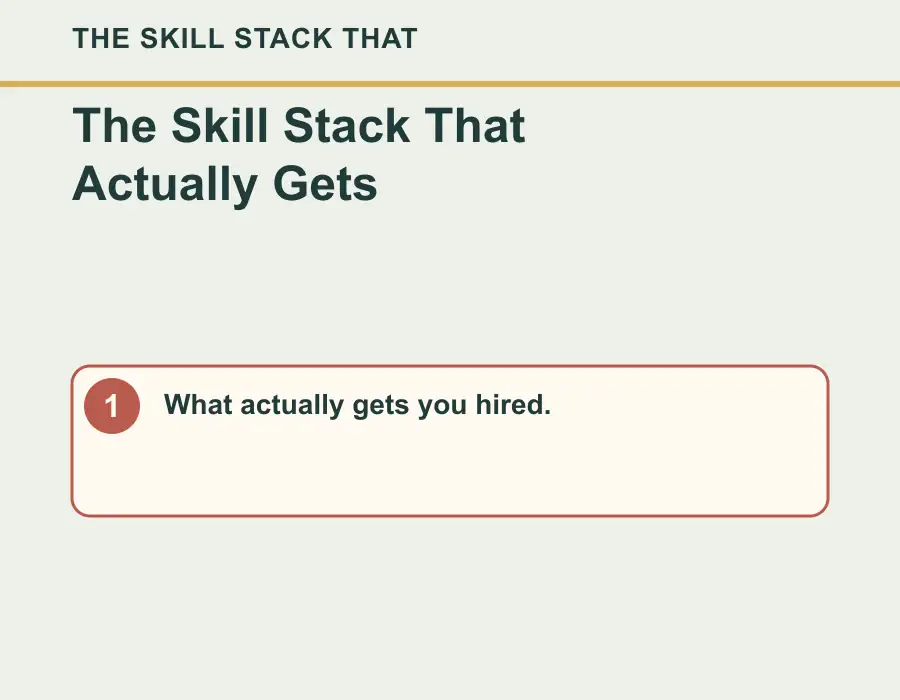 THE SKILL STACK THAT
The Skill Stack That
Actually Gets
1
What actually gets you hired.